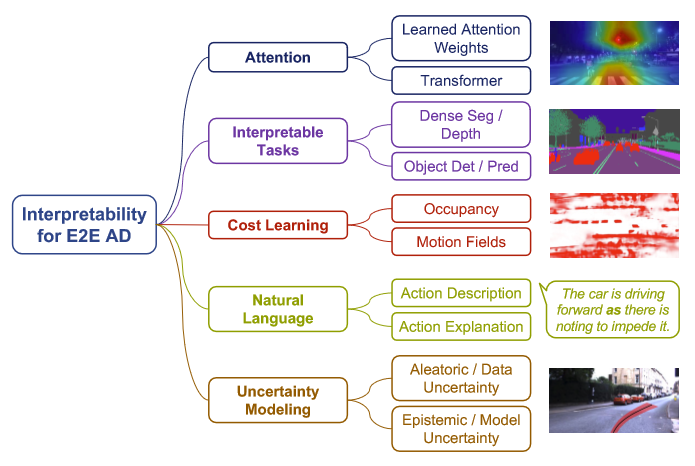 Learned Attention
Weights
Attention
Transformer
Dense Seg /
Depth
Interpretable
Tasks
Object Det / Pred
Interpretability
for E2E AD
Occupancy
Cost Learning
Motion Fields
Action Description
Natural
Language
Action Explanation
The car is driving
forward as there is
noting to impede it.
Aleatoric / Data
Uncertainty
Uncertainty
Modeling
Epistemic / Model
Uncertainty